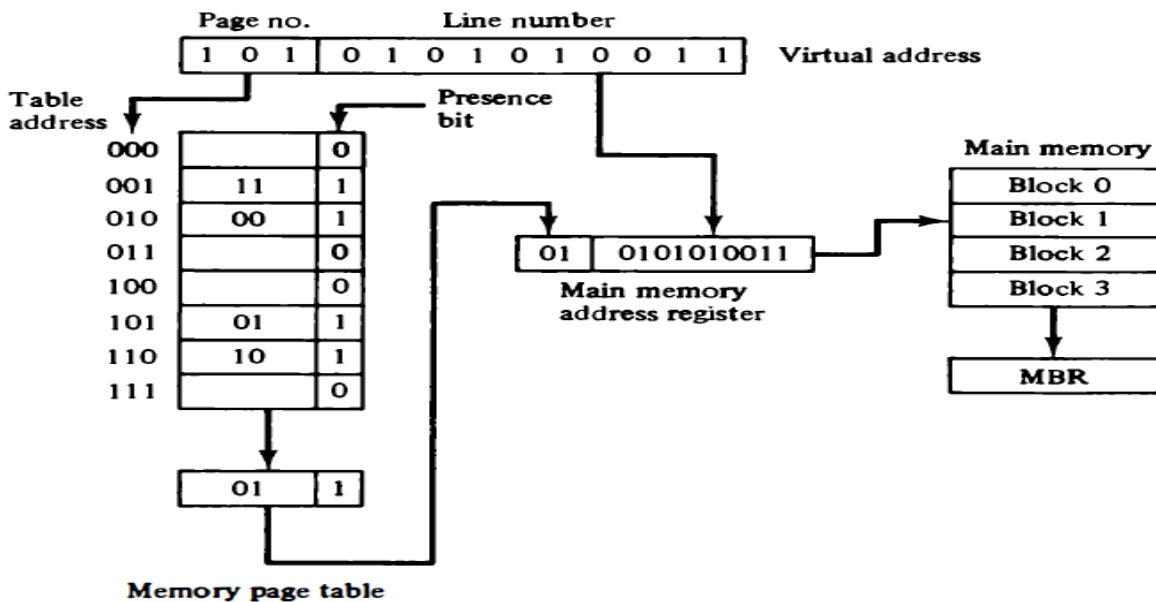 Page no. Line number
1 0 1 0 1 0 1 0 1 0 0 1 1 Virtual address
Table address
Presence bit
000 0
001 11 1
010 00 1
011 0
100 0
101 01 1
110 10 1
111 0
01 1
Memory page table
01 0101010011
Main memory address register
Main memory
Block 0
Block 1
Block 2
Block 3
MBR